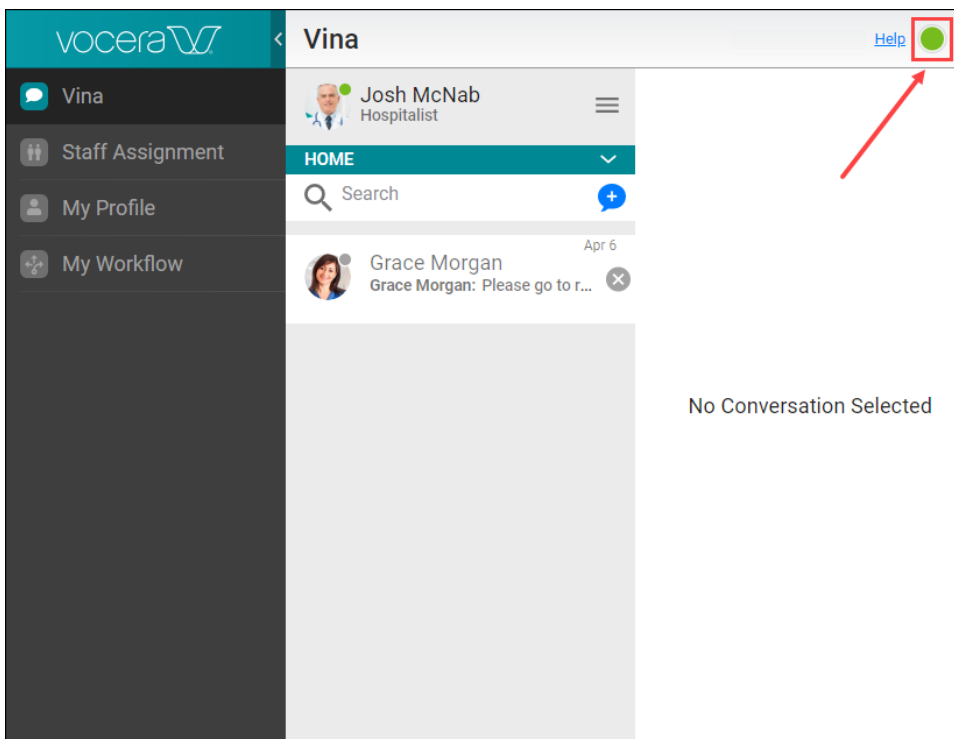 vocera
Vina
Help
Vina
Staff Assignment
My Profile
My Workflow
Josh McNab
Hospitalist
HOME
Search
Apr 6
Grace Morgan
Grace Morgan: Please go to r...
No Conversation Selected